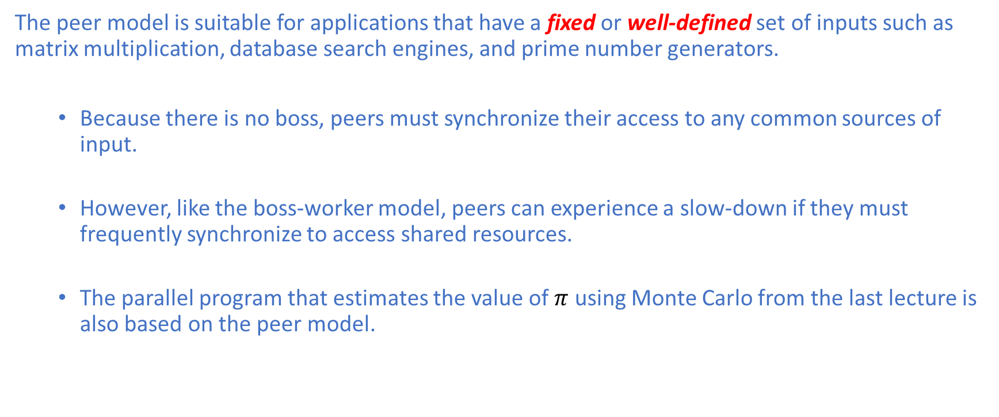 The peer model is suitable for applications that have a fixed or well-defined set of inputs such as
matrix multiplication, database search engines, and prime number generators.
• Because there is no boss, peers must synchronize their access to any common sources of
input.
• However, like the boss-worker model, peers can experience a slow-down if they must
frequently synchronize to access shared resources.
• The parallel program that estimates the value of π using Monte Carlo from the last lecture is
also based on the peer model.